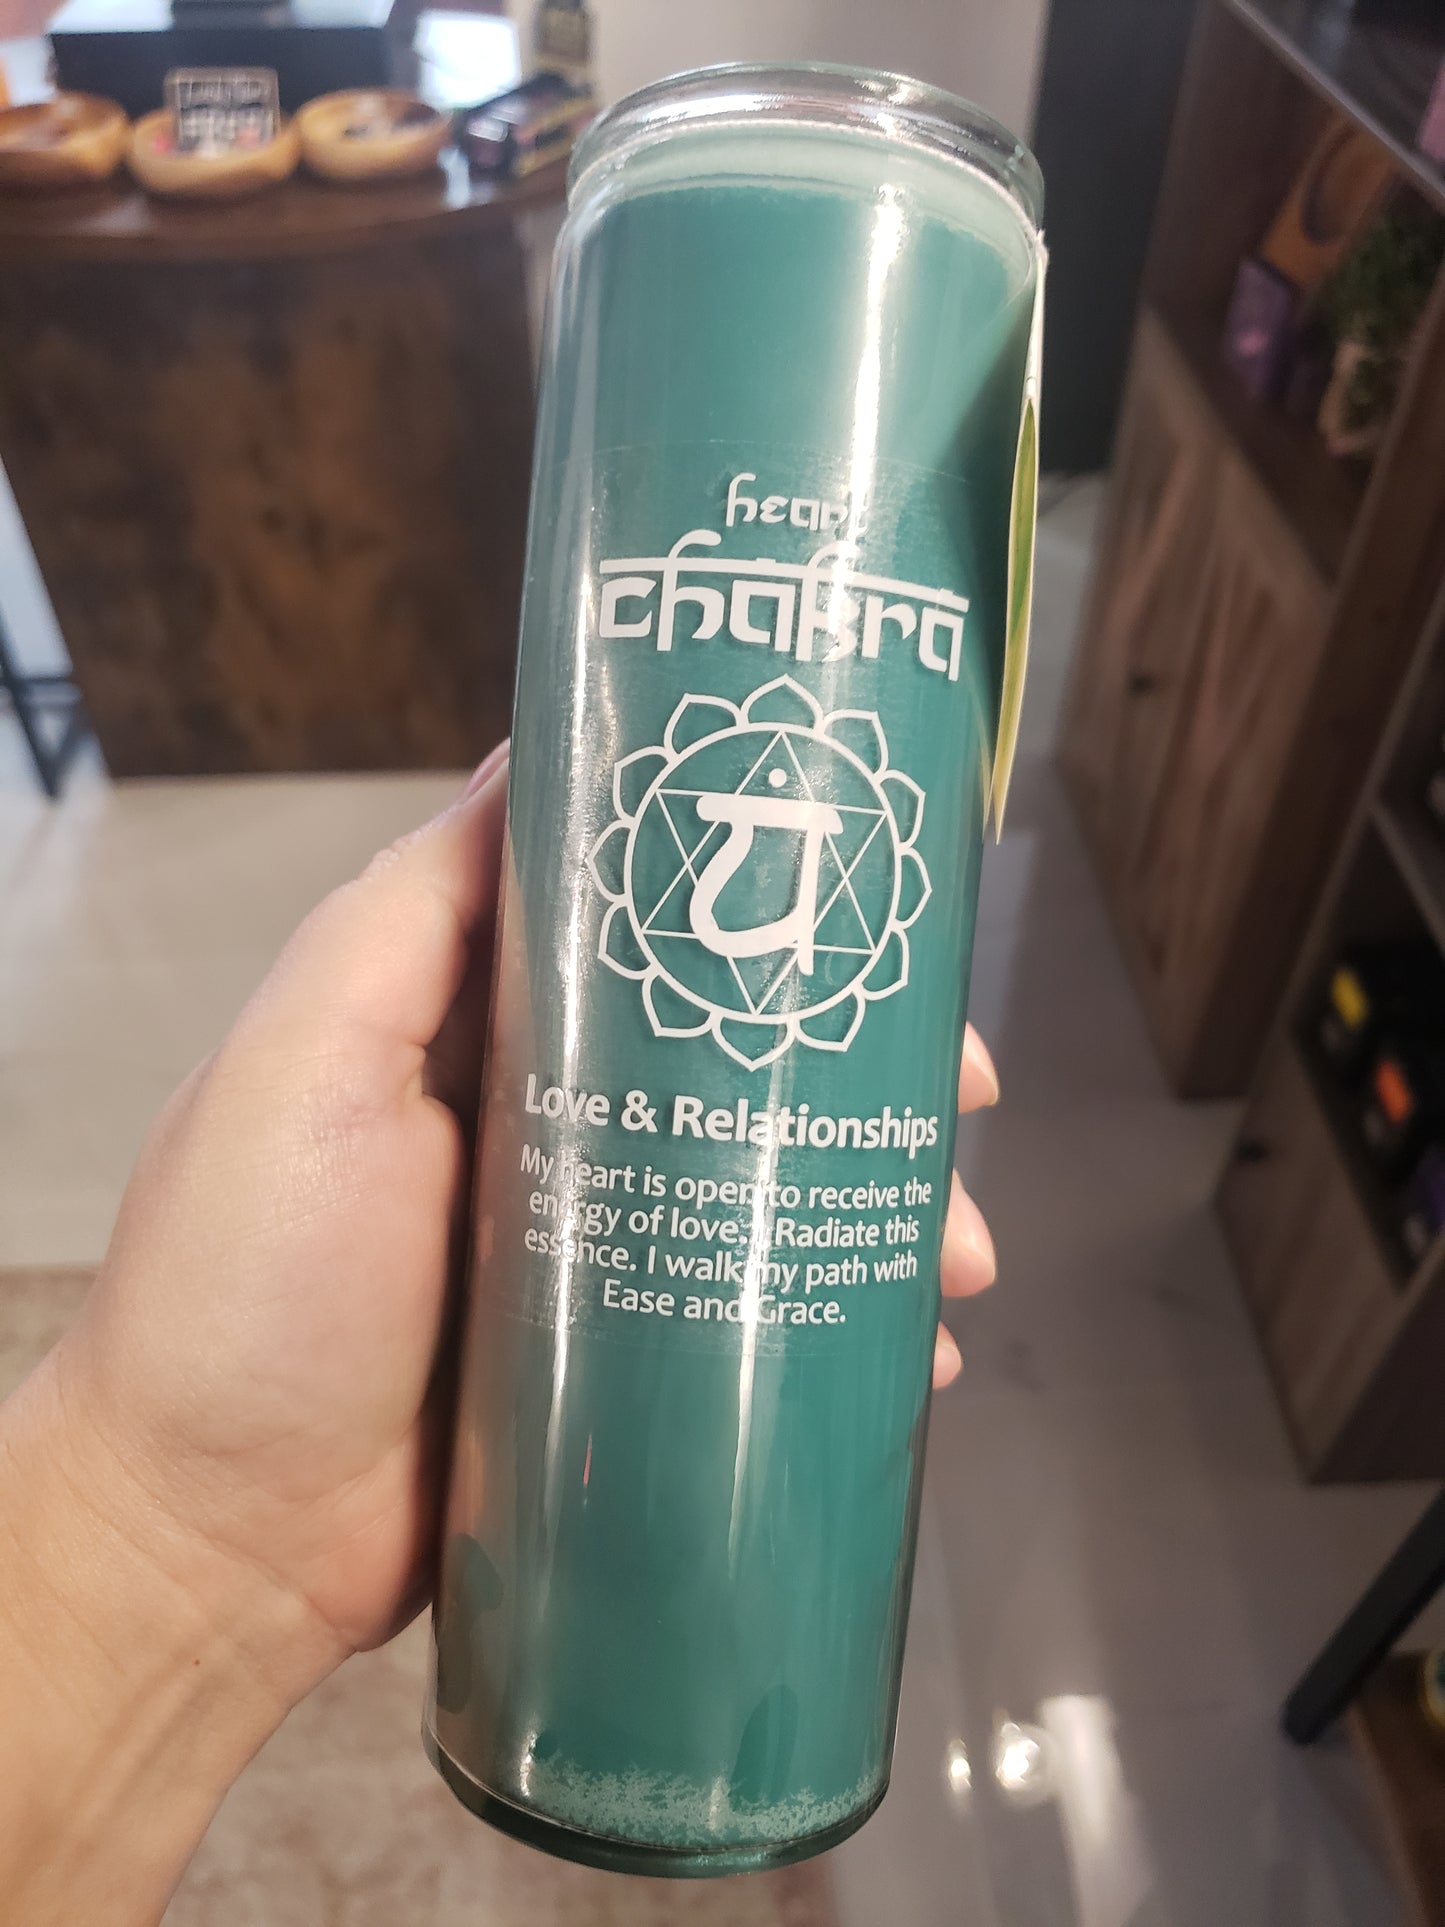 heart
chakra
यं
Love & Relationships
My heart is open to receive the
energy of love. I Radiate this
essence. I walk my path with
Ease and Grace.